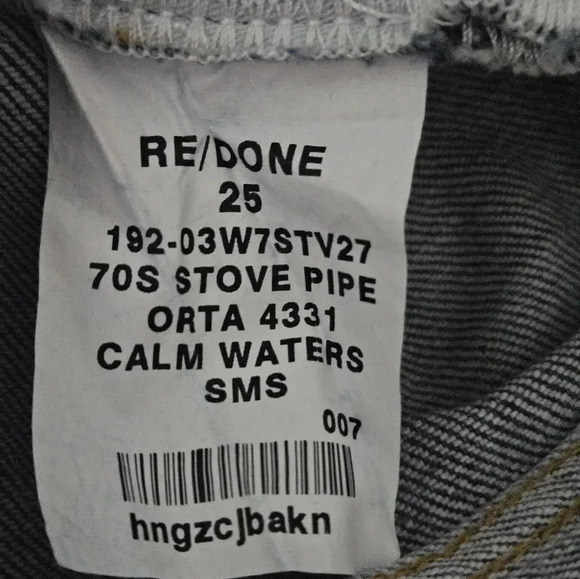 RE/DONE
25
192-03W7STV27
70S STOVE PIPE
ORTA 4331
CALM WATERS
SMS
007
hngzcJbakn